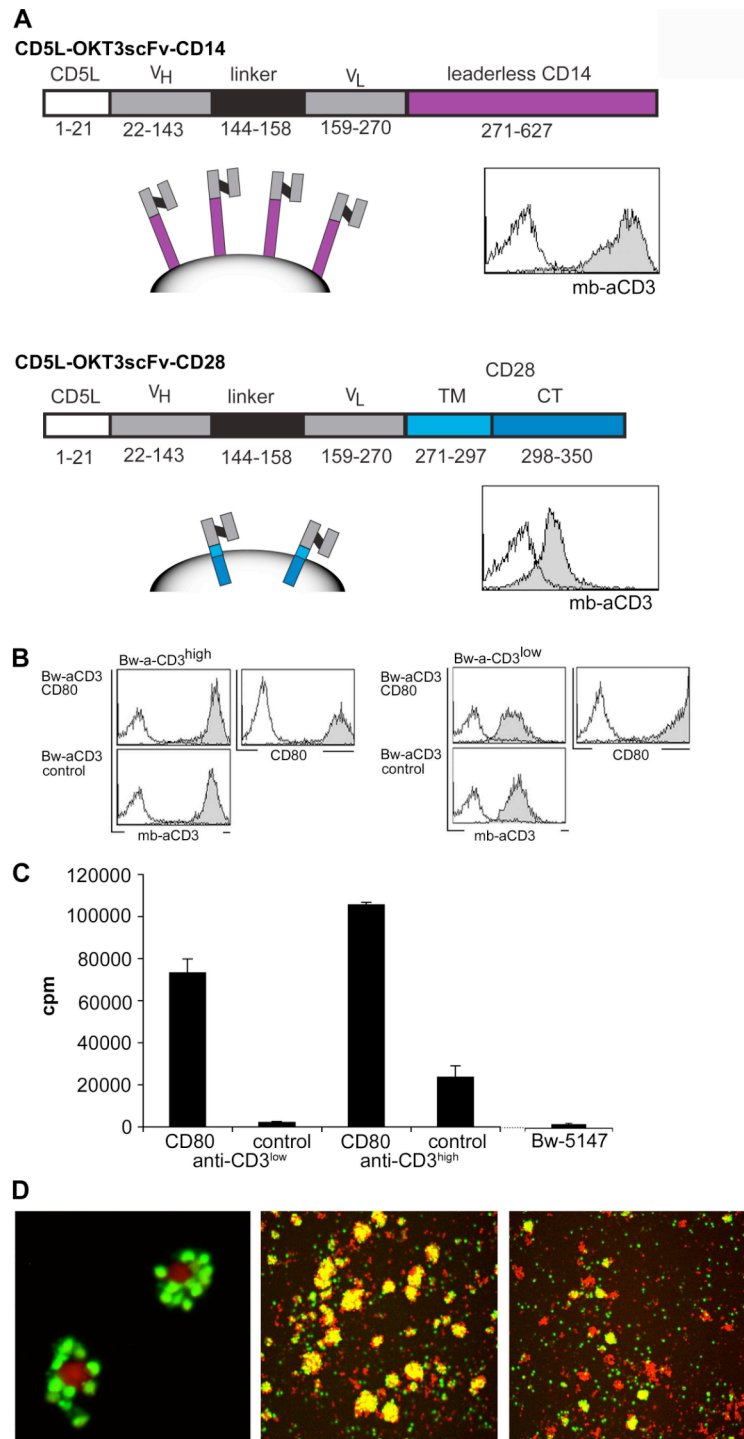 A
CD5L-OKT3scFv-CD14
CD5L VH linker VL leaderless CD14
1-21 22-143 144-158 159-270 271-627
mb-aCD3
CD5L-OKT3scFv-CD28
CD28
CD5L VH linker VL TM CT
1-21 22-143 144-158 159-270 271-297 298-350
mb-aCD3
B
Bw-a-CD3high
Bw-aCD3
CD80
CD80
Bw-aCD3
control
mb-aCD3
Bw-a-CD3low
Bw-aCD3
CD80
CD80
Bw-aCD3
control
mb-aCD3
C
120000
100000
80000
60000
40000
20000
0
cpm
CD80 control CD80 control Bw-5147
anti-CD3low anti-CD3high
D